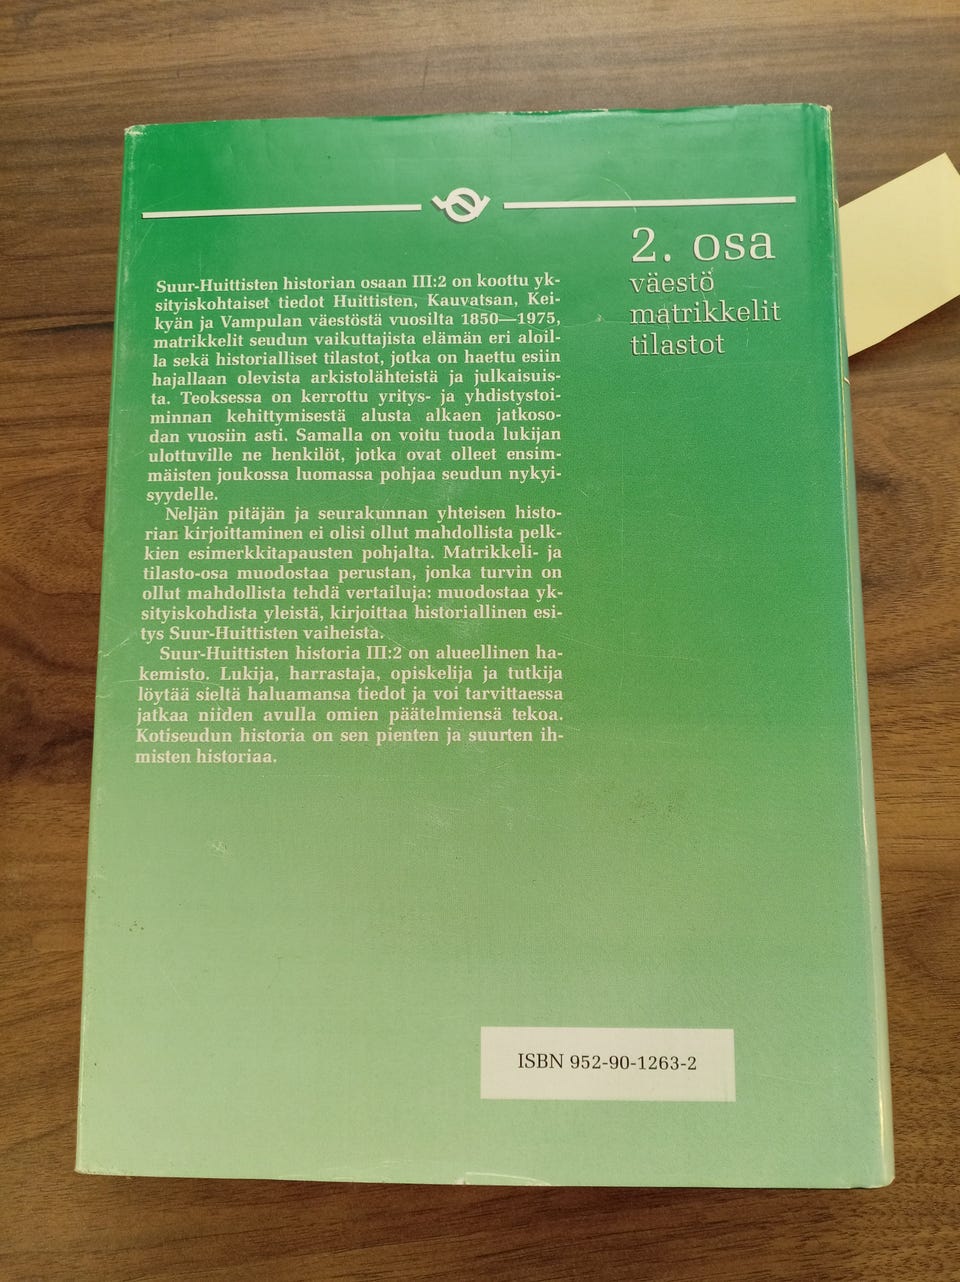 2. osa
väestö
matrikkelit
tilastot
Suur-Huittisten historian osaan III:2 on koottu yk-
sityiskohtaiset tiedot Huittisten, Kauvatsan, Kei-
kyän ja Vampulan väestöstä vuosilta 1850—1975,
matrikkelit seudun vaikuttajista elämän eri aloil-
la sekä historialliset tilastot, jotka on haettu esiin
hajallaan olevista arkistolähteistä ja julkaisuis-
ta. Teoksessa on kerrottu yritys- ja yhdistystoi-
minnan kehittymisestä alusta alkaen jatkoso-
dan vuosiin asti. Samalla on voitu tuoda lukijan
ulottuville ne henkilöt, jotka ovat olleet ensim-
mäisten joukossa luomassa pohjaa seudun nykyi-
syydelle.
Neljän pitäjän ja seurakunnan yhteisen histo-
rian kirjoittaminen ei olisi ollut mahdollista pelk-
kien esimerkkitapausten pohjalta. Matrikkeli- ja
tilasto-osa muodostaa perustan, jonka turvin on
ollut mahdollista tehdä vertailuja: muodostaa yk-
sityiskohdista yleistä, kirjoittaa historiallinen esi-
tys Suur-Huittisten vaiheista.
Suur-Huittisten historia III:2 on alueellinen ha-
kemisto. Lukija, harrastaja, opiskelija ja tutkija
löytää sieltä haluamansa tiedot ja voi tarvittaessa
jatkaa niiden avulla omien päätelmiensä tekoa.
Kotiseudun historia on sen pienten ja suurten ih-
misten historiaa.
ISBN 952-90-1263-2